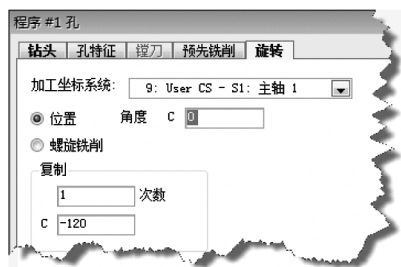 程序 #1 孔
钻头 孔特征 镗刀 预先铣削 旋转
加工坐标系统: 9: User CS - S1: 主轴 1
位置 角度 C 0
螺旋铣削
复制
1 次数
C -120